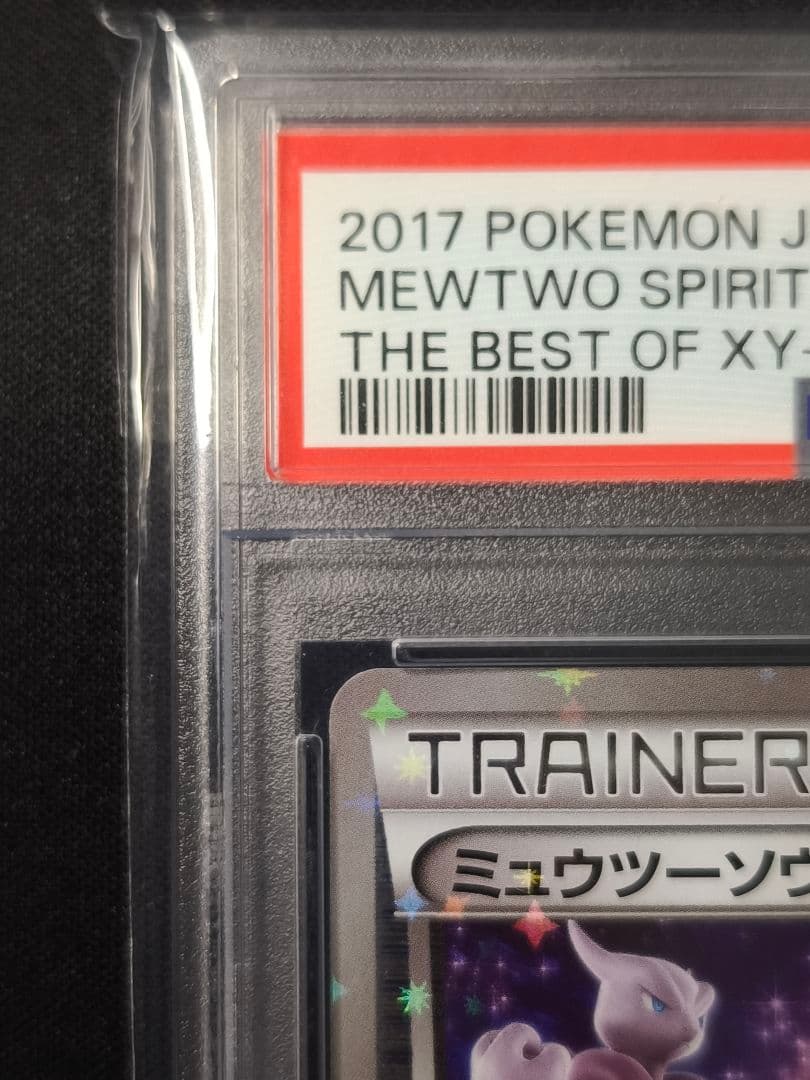 2017 POKEMON J
MEWTWO SPIRIT
THE BEST OF XY-
TRAINER
ミュウツーソウ